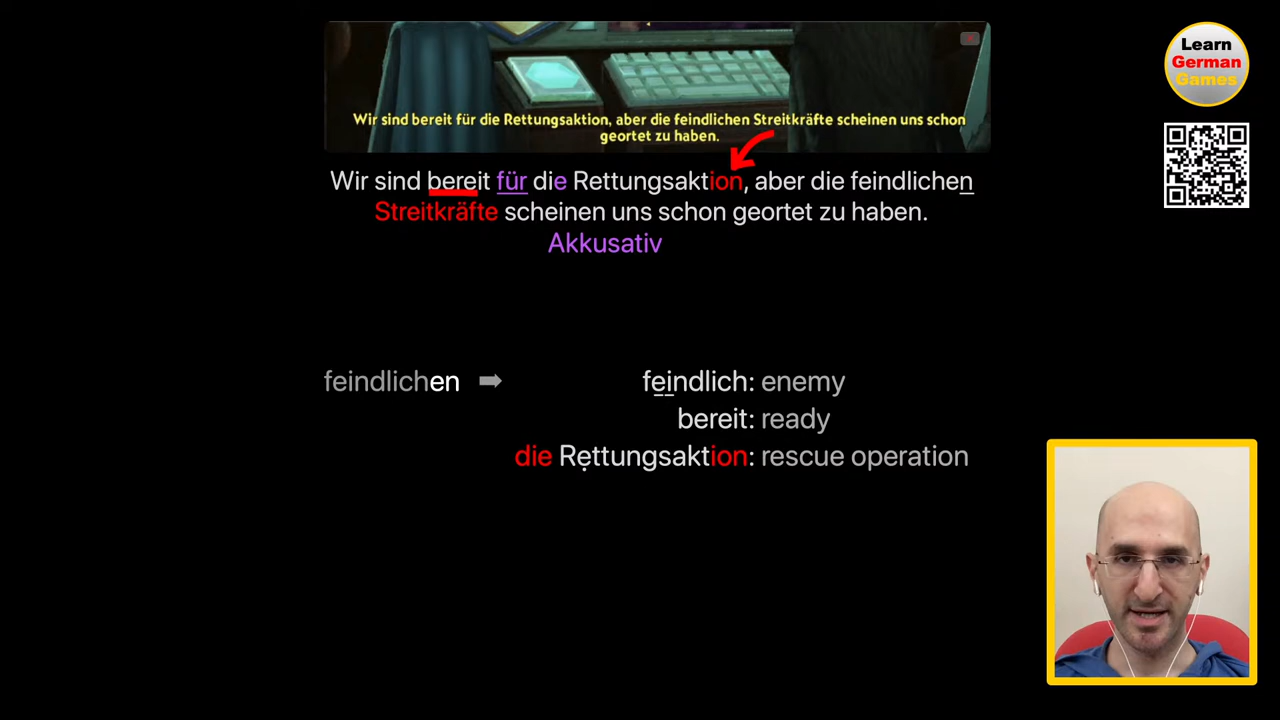 Wir sind bereit für die Rettungsaktion, aber die feindlichen Streitkräfte scheinen uns schon
geortet zu haben.
Wir sind bereit für die Rettungsaktion, aber die feindlichen
Streitkräfte scheinen uns schon geortet zu haben.
Akkusativ
feindlichen ➡ feindlich: enemy
bereit: ready
die Rettungsaktion: rescue operation
Learn
German
Games